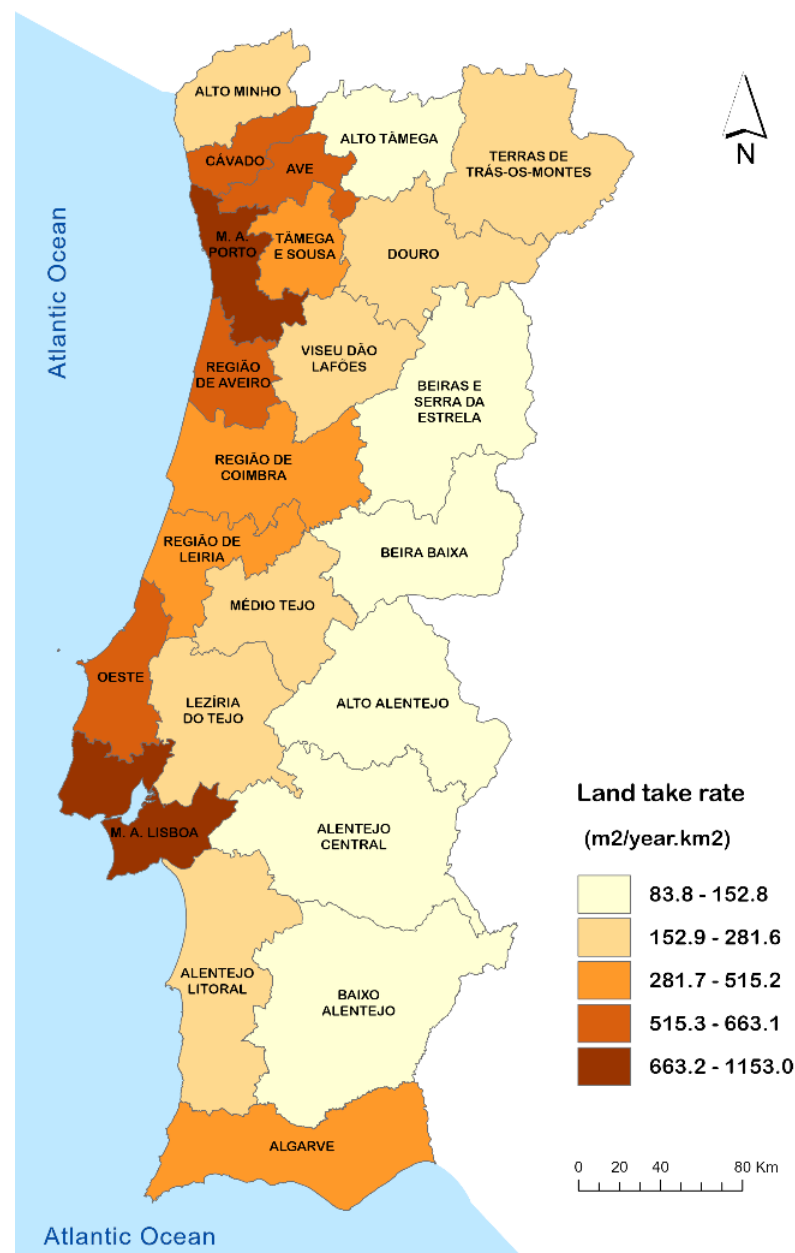 ALTO MINHO
CÁVADO
AVE
ALTO TÂMEGA
TERRAS DE
TRÁS-OS-MONTES
N
M. A.
PORTO
TÂMEGA
E SOUSA
DOURO
Atlantic Ocean
REGIÃO
DE AVEIRO
VISEU DÃO
LAFÕES
BEIRAS E
SERRA DA
ESTRELA
REGIÃO DE
COIMBRA
REGIÃO DE
LEIRIA
BEIRA BAIXA
MÉDIO TEJO
OESTE
LEZÍRIA
DO TEJO
ALTO ALENTEJO
M. A. LISBOA
ALENTEJO
CENTRAL
ALENTEJO
LITORAL
BAIXO
ALENTEJO
ALGARVE
Land take rate
(m2/year.km2)
83.8 - 152.8
152.9 - 281.6
281.7 - 515.2
515.3 - 663.1
663.2 - 1153.0
0 20 40 80 Km
Atlantic Ocean